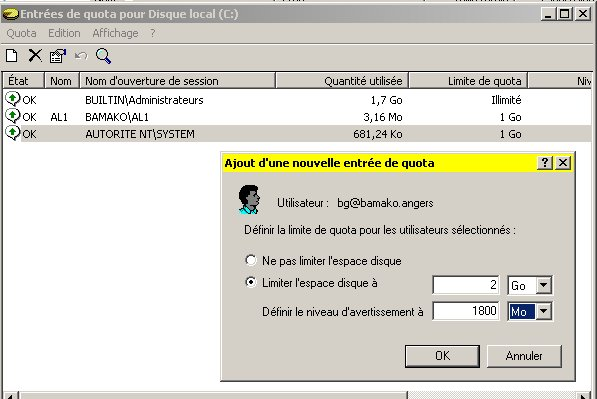 Entrées de quota pour Disque local (C:)
Quota Edition Affichage ?
État Nom Nom d'ouverture de session Quantité utilisée Limite de quota Niv
OK BUILTIN\Administrateurs 1,7 Go Illimité
OK AL1 BAMAKO\AL1 3,16 Mo 1 Go
OK AUTORITE NT\SYSTEM 681,24 Ko 1 Go
Ajout d'une nouvelle entrée de quota
Utilisateur : bg@bamako.angers
Définir la limite de quota pour les utilisateurs sélectionnés :
Ne pas limiter l'espace disque
Limiter l'espace disque à 2 Go
Définir le niveau d'avertissement à 1800 Mo
OK Annuler